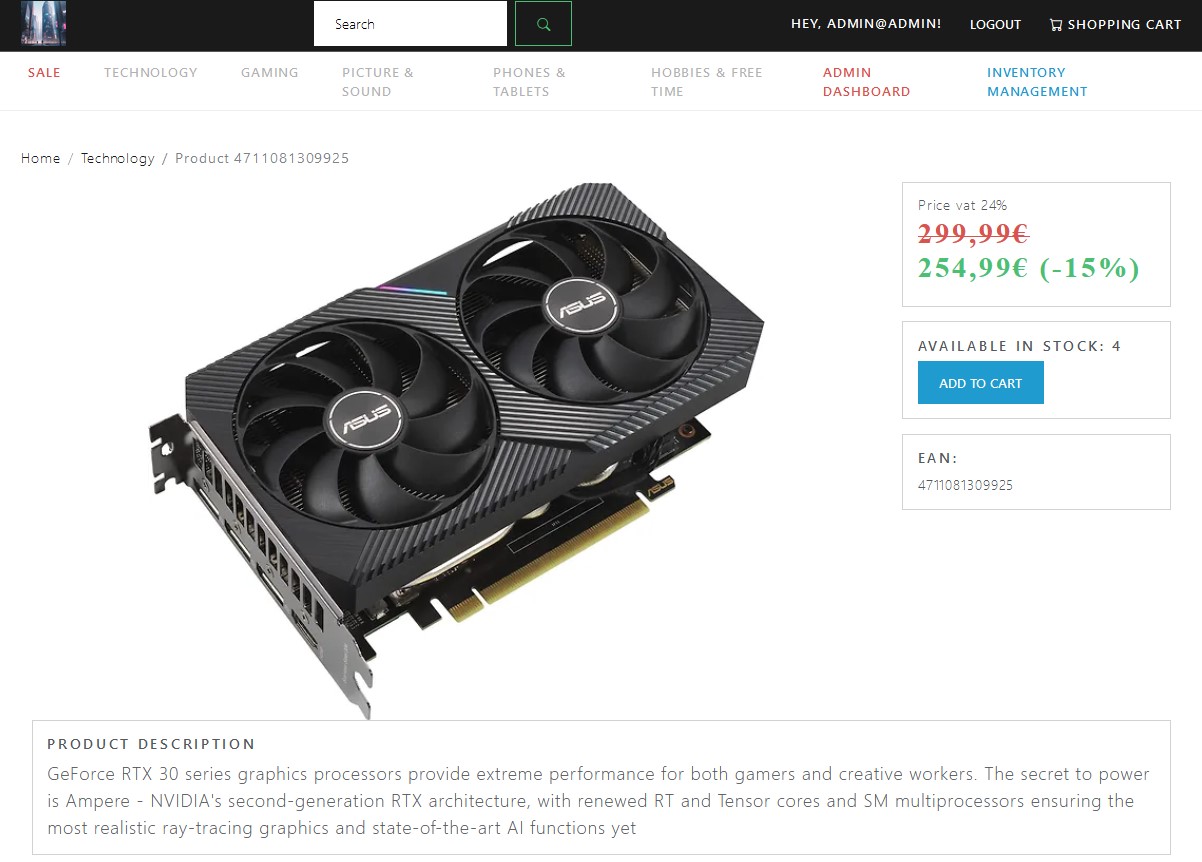 Search
HEY, ADMIN@ADMIN!
LOGOUT
SHOPPING CART
SALE
TECHNOLOGY
GAMING
PICTURE &
SOUND
PHONES &
TABLETS
HOBBIES & FREE
TIME
ADMIN
DASHBOARD
INVENTORY
MANAGEMENT
Home / Technology / Product 4711081309925
ASUS
ASUS
ASUS
Price vat 24%
299,99€
254,99€ (-15%)
AVAILABLE IN STOCK: 4
ADD TO CART
EAN:
4711081309925
PRODUCT DESCRIPTION
GeForce RTX 30 series graphics processors provide extreme performance for both gamers and creative workers. The secret to power
is Ampere - NVIDIA's second-generation RTX architecture, with renewed RT and Tensor cores and SM multiprocessors ensuring the
most realistic ray-tracing graphics and state-of-the-art AI functions yet